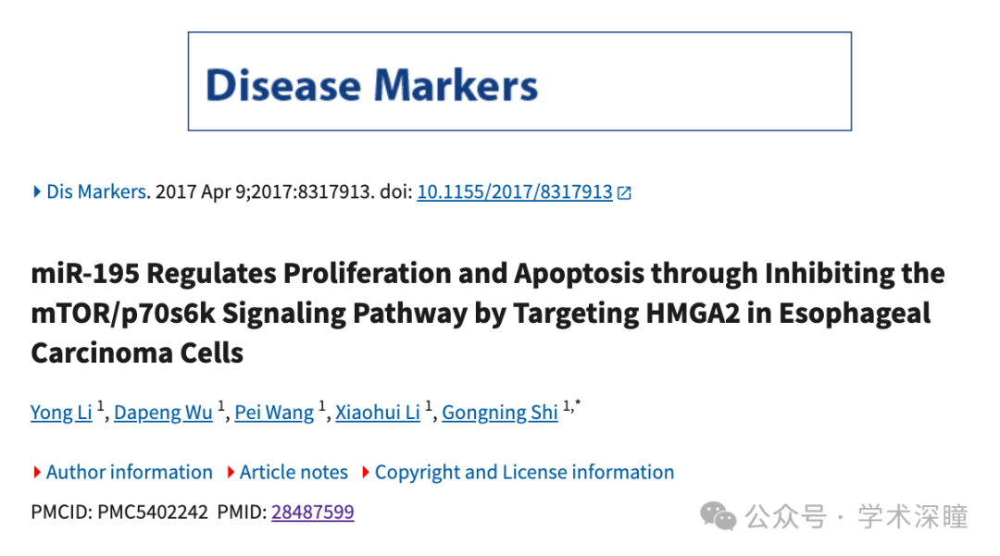 Disease Markers
Dis Markers. 2017 Apr 9;2017:8317913. doi: 10.1155/2017/8317913
miR-195 Regulates Proliferation and Apoptosis through Inhibiting the
mTOR/p70s6k Signaling Pathway by Targeting HMGA2 in Esophageal
Carcinoma Cells
Yong Li 1, Dapeng Wu 1, Pei Wang 1, Xiaohui Li 1, Gongning Shi 1,*
Author information Article notes Copyright and License information
PMCID: PMC5402242 PMID: 28487599
公众号 · 学术深瞳